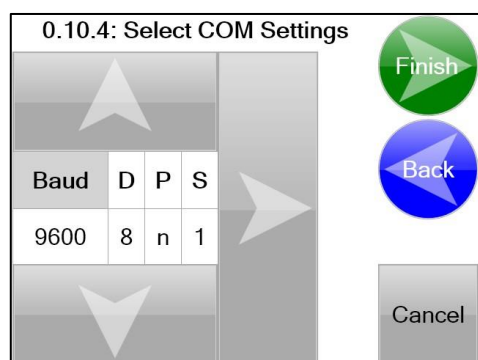 0.10.4: Select COM Settings
Finish
Back
Baud D P S
9600 8 n 1
Cancel